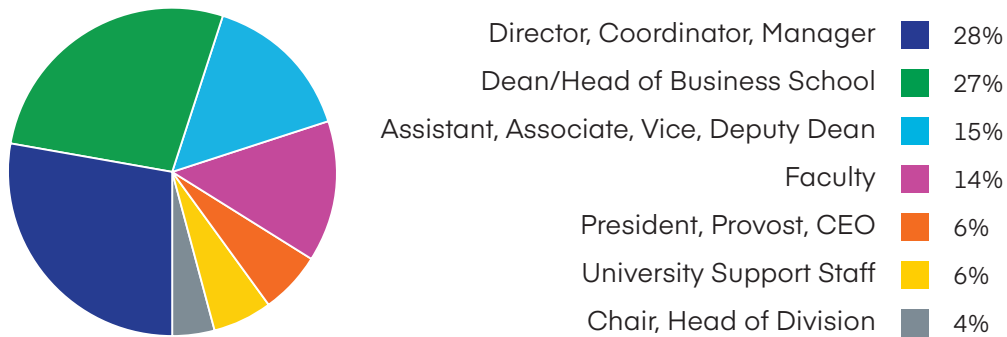 Director, Coordinator, Manager 28%
Dean/Head of Business School 27%
Assistant, Associate, Vice, Deputy Dean 15%
Faculty 14%
President, Provost, CEO 6%
University Support Staff 6%
Chair, Head of Division 4%